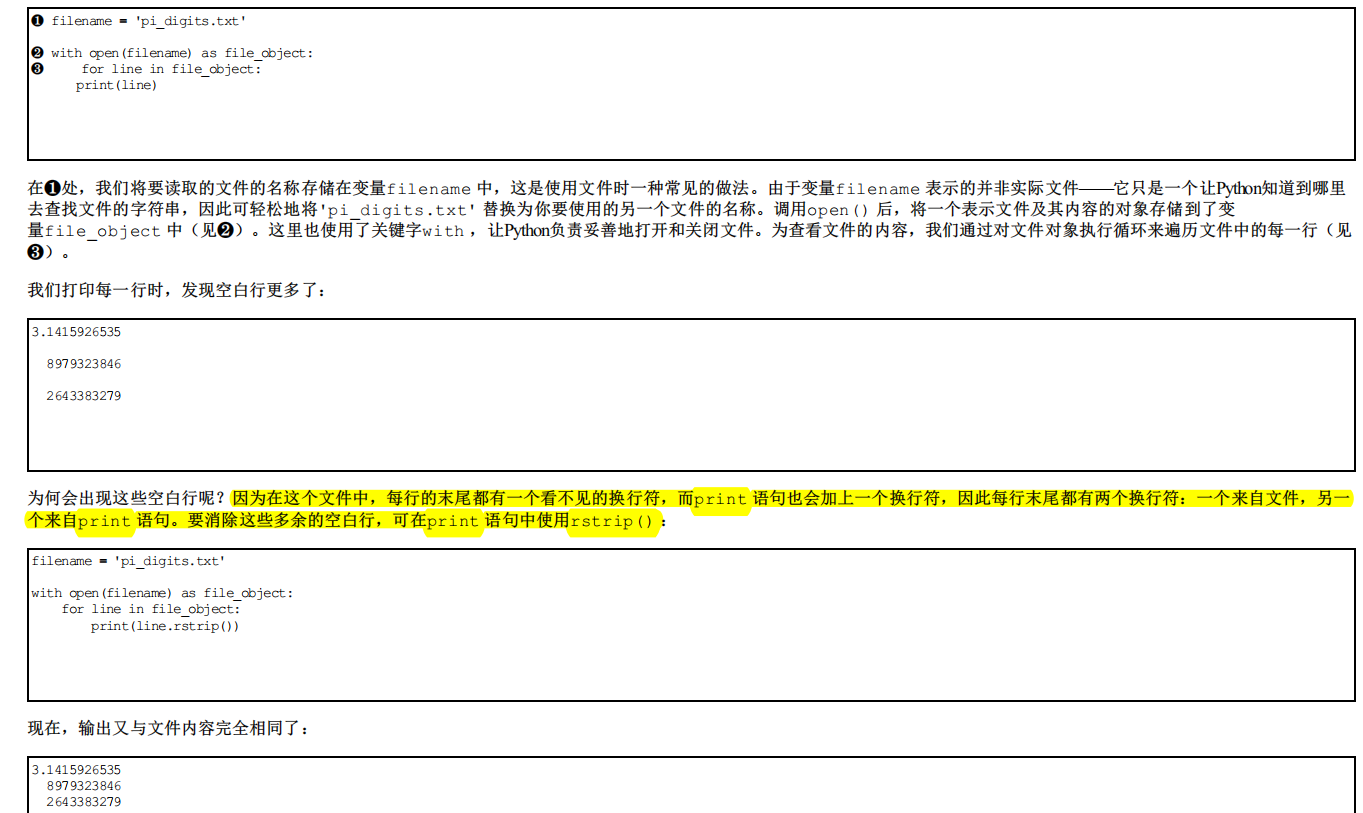 ❶ filename = 'pi_digits.txt'
❷ with open(filename) as file_object:
❸     for line in file_object:
      print(line)
在❶处，我们将要读取的文件的名称存储在变量filename 中，这是使用文件时一种常见的做法。由于变量filename 表示的并非实际文件——它只是一个让Python知道到哪里
去查找文件的字符串，因此可轻松地将'pi_digits.txt' 替换为你要使用的另一个文件的名称。调用open() 后，将一个表示文件及其内容的对象存储到了变
量file_object 中（见❷）。这里也使用了关键字with ，让Python负责妥善地打开和关闭文件。为查看文件的内容，我们通过对文件对象执行循环来遍历文件中的每一行（见
❸）。
我们打印每一行时，发现空白行更多了：
3.1415926535
  8979323846
  2643383279
为何会出现这些空白行呢？因为在这个文件中，每行的末尾都有一个看不见的换行符，而print 语句也会加上一个换行符，因此每行末尾都有两个换行符：一个来自文件，另一
个来自print 语句。要消除这些多余的空白行，可在print 语句中使用rstrip() ：
filename = 'pi_digits.txt'
with open(filename) as file_object:
    for line in file_object:
        print(line.rstrip())
现在，输出又与文件内容完全相同了：
3.1415926535
  8979323846
  2643383279